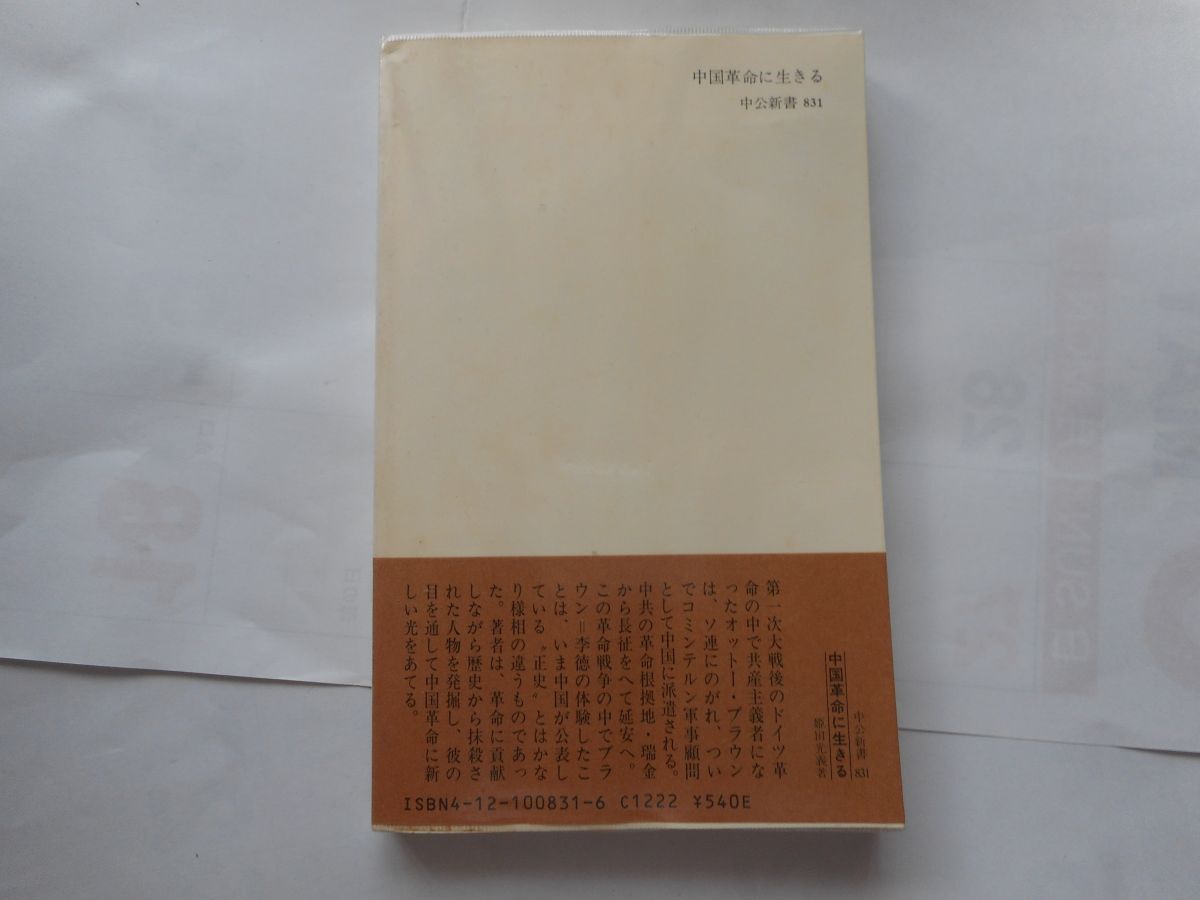 中国革命に生きる
中公新書 831
中公新書 831
中国革命に生きる
姫田光義著
第一次大戦後のドイツ革
命の中で共産主義者にな
ったオットー・ブラウン
は、ソ連にのがれ、つい
でコミンテルン軍事顧問
として中国に派遣される。
中共の革命根拠地・瑞金
から長征をへて延安へ。
この革命戦争の中でブラ
ウン＝李徳の体験したこ
とは、いま中国が公表し
ている〝正史〟とはかな
り様相の違うものであっ
た。著者は、革命に貢献
しながら歴史から抹殺さ
れた人物を発掘し、彼の
目を通して中国革命に新
しい光をあてる。
ISBN4-12-100831-6 C1222 ¥540E